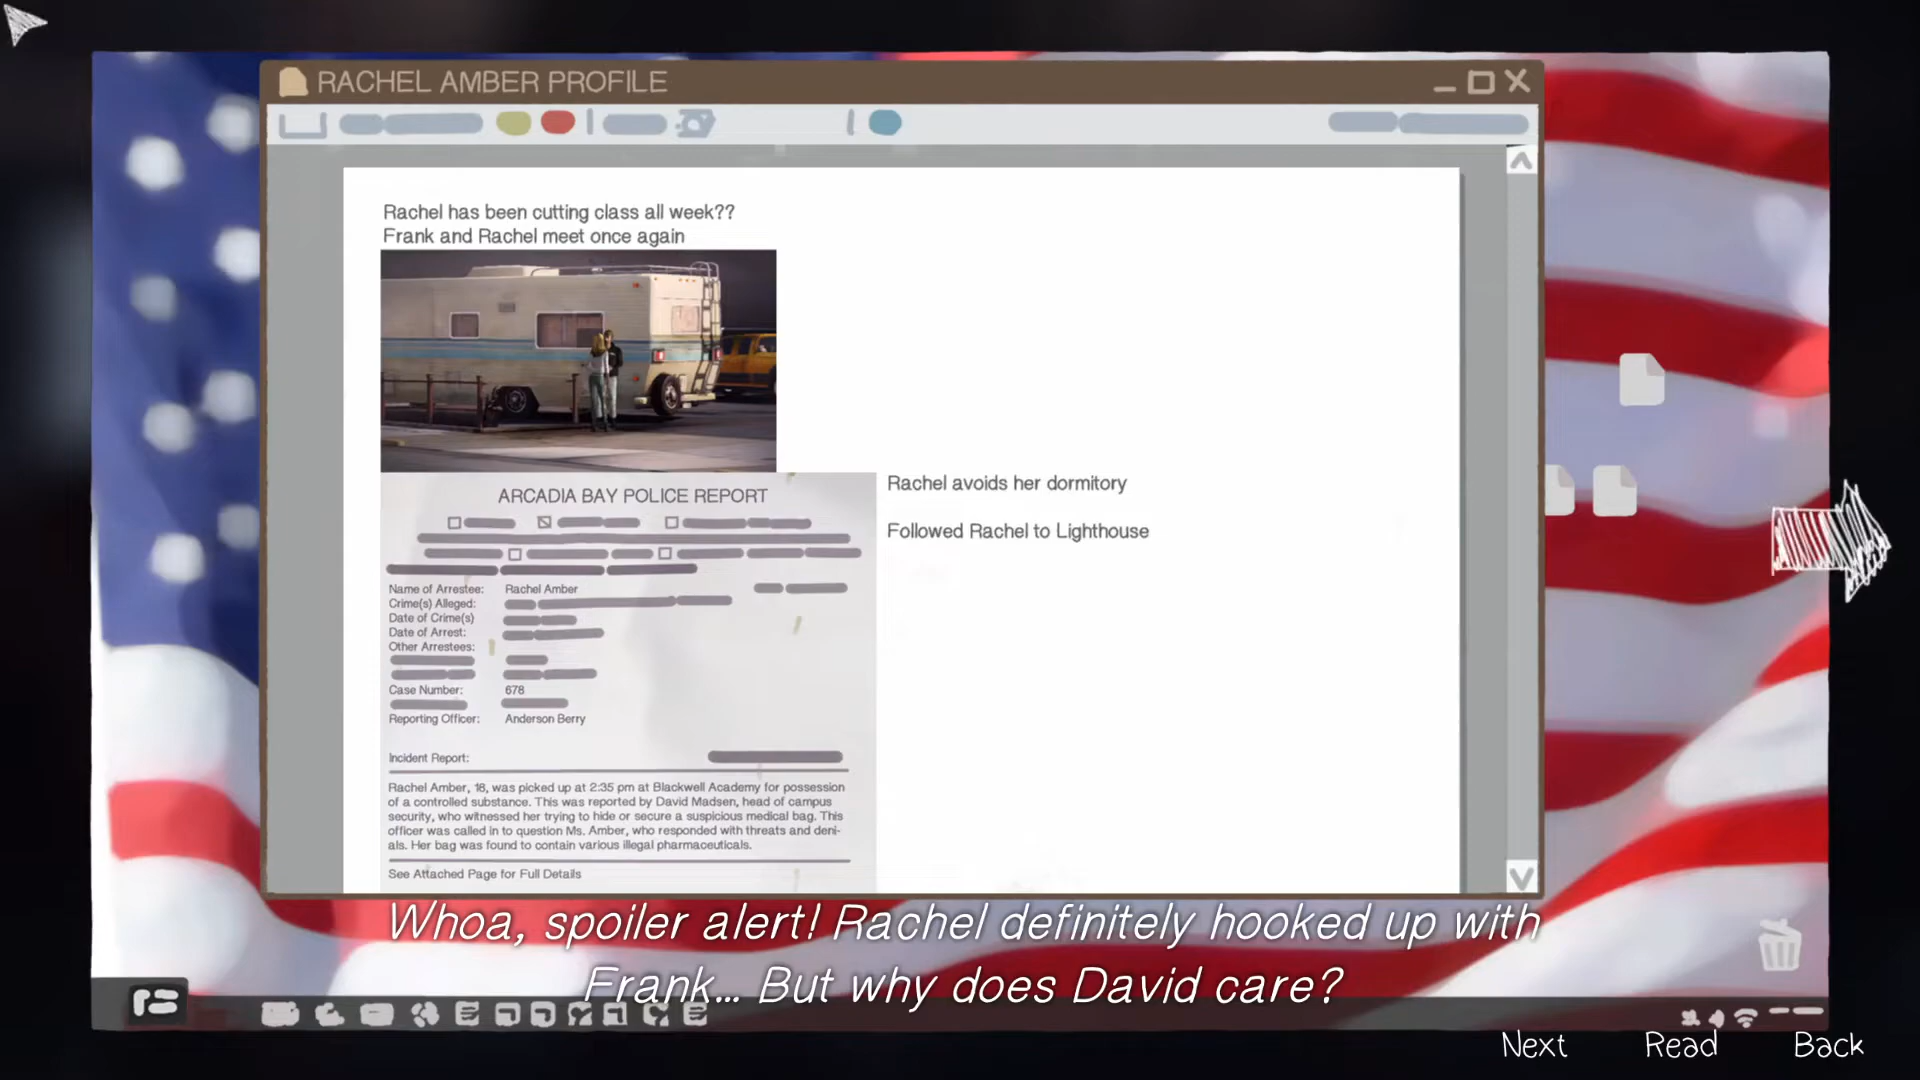 RACHEL AMBER PROFILE
Rachel has been cutting class all week??
Frank and Rachel meet once again
ARCADIA BAY POLICE REPORT
Name of Arrestee: Rachel Amber
Crime(s) Alleged:
Date of Crime(s)
Date of Arrest:
Other Arrestees:
Case Number: 678
Reporting Officer: Anderson Berry
Incident Report:
Rachel Amber, 18, was picked up at 2:35 pm at Blackwell Academy for possession
of a controlled substance. This was reported by David Madsen, head of campus
security, who witnessed her trying to hide or secure a suspicious medical bag. This
officer was called in to question Ms. Amber, who responded with threats and deni-
als. Her bag was found to contain various illegal pharmaceuticals.
See Attached Page for Full Details
Rachel avoids her dormitory
Followed Rachel to Lighthouse
Whoa, spoiler alert! Rachel definitely hooked up with
Frank... But why does David care?
Next Read Back